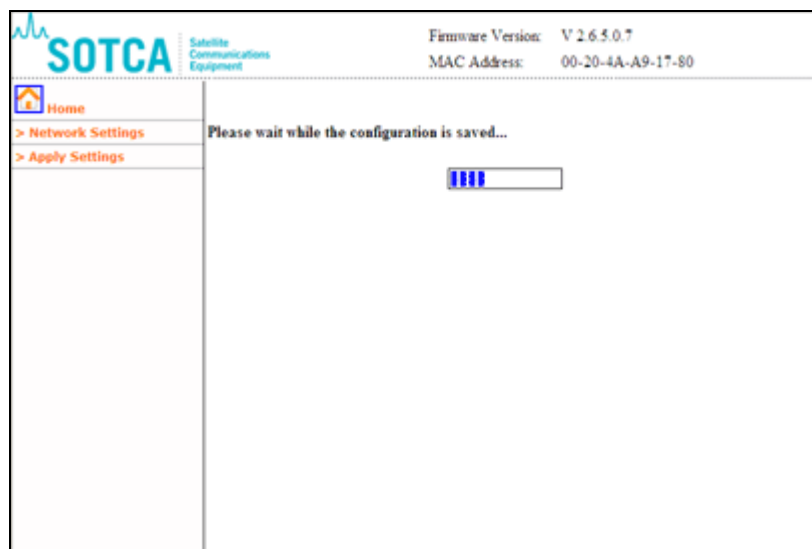 SOTCA
Satellite
Communications
Equipment
Firmware Version: V 2.6.5.0.7
MAC Address: 00-20-4A-A9-17-80
Home
> Network Settings
> Apply Settings
Please wait while the configuration is saved...